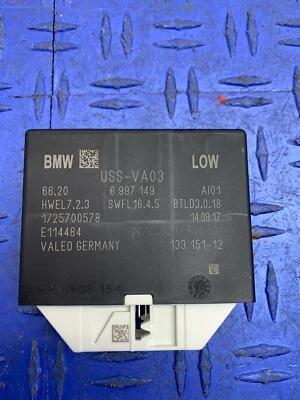 BMW LOW
USS-VA03
66.20 6 997 149 AI01
HWEL7.2.3 SWFL16.4.5 BTLD3.0.18
1725700578 14.09.17
E114484
VALEO GERMANY 133 151-12